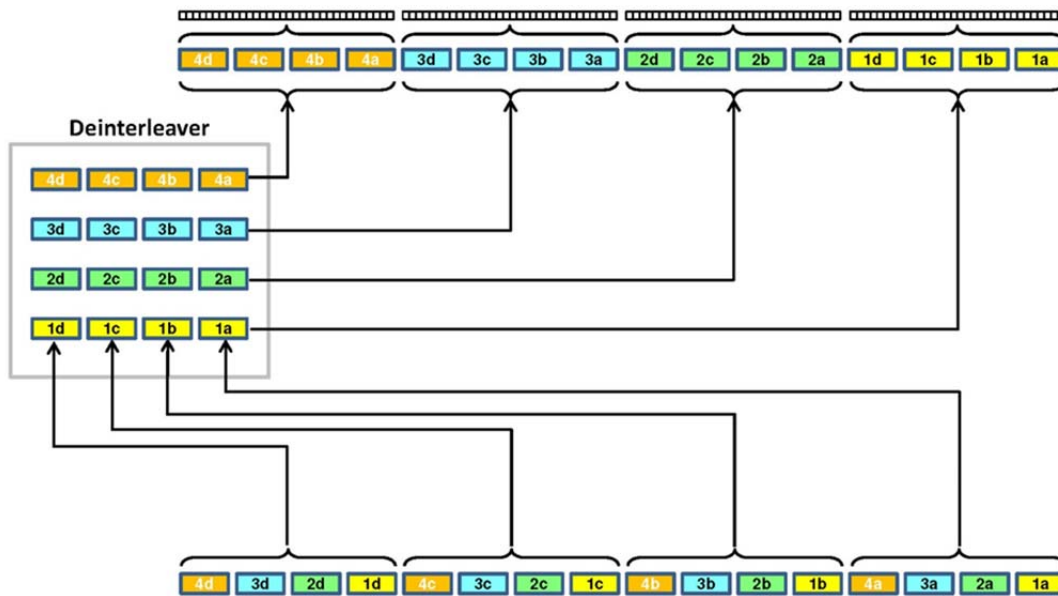 4d 4c 4b 4a 3d 3c 3b 3a 2d 2c 2b 2a 1d 1c 1b 1a
Deinterleaver
4d 4c 4b 4a
3d 3c 3b 3a
2d 2c 2b 2a
1d 1c 1b 1a
4d 3d 2d 1d 4c 3c 2c 1c 4b 3b 2b 1b 4a 3a 2a 1a